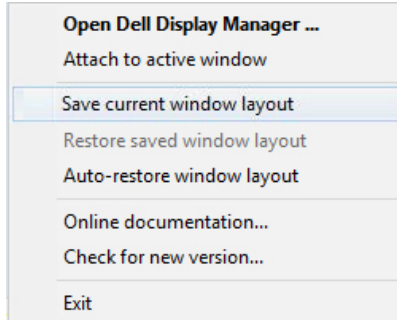 Open Dell Display Manager ...
Attach to active window
Save current window layout
Restore saved window layout
Auto-restore window layout
Online documentation...
Check for new version...
Exit